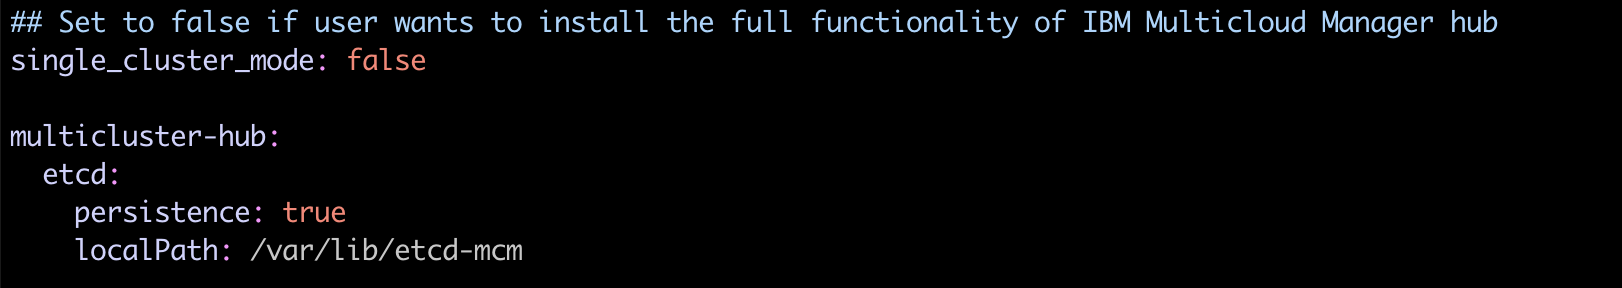 ## Set to false if user wants to install the full functionality of IBM Multicloud Manager hub
single_cluster_mode: false

multicluster-hub:
  etcd:
    persistence: true
    localPath: /var/lib/etcd-mcm